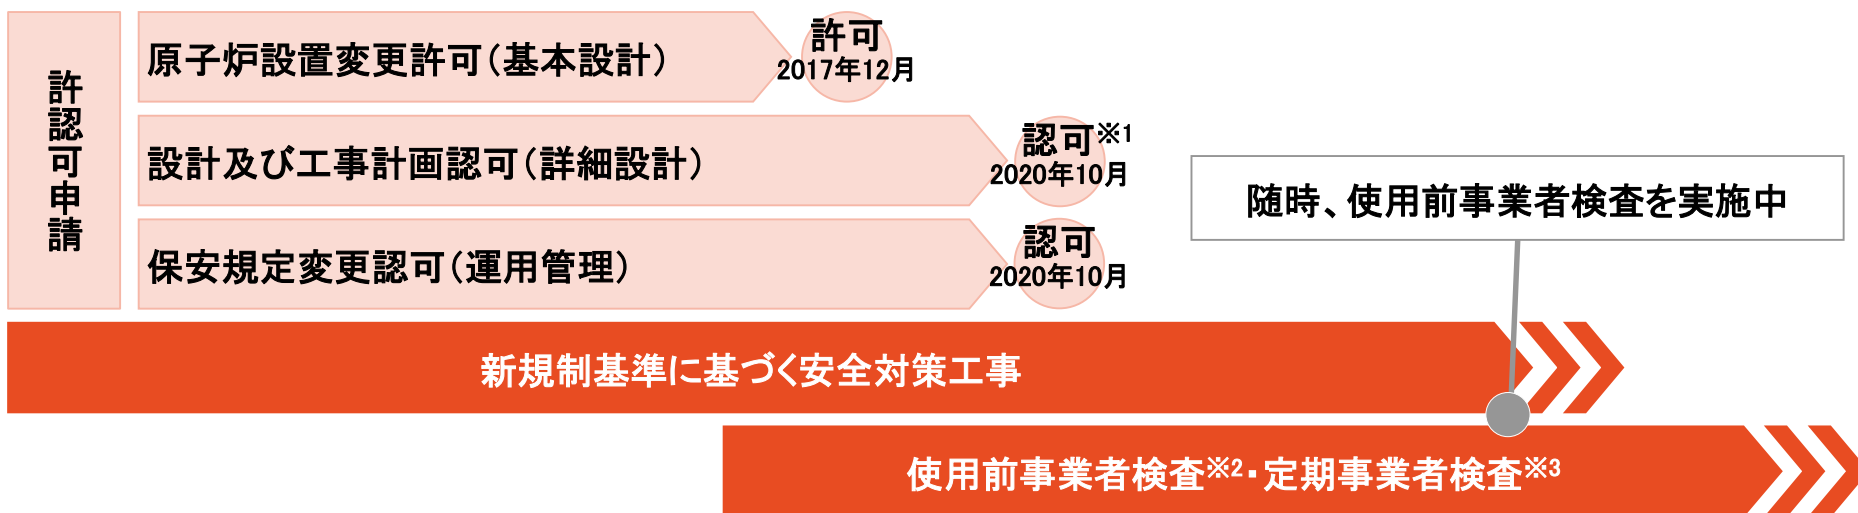 許認可申請
原子炉設置変更許可（基本設計）
許可
2017年12月
設計及び工事計画認可（詳細設計）
認可※1
2020年10月
保安規定変更認可（運用管理）
認可
2020年10月
随時、使用前事業者検査を実施中
新規制基準に基づく安全対策工事
使用前事業者検査※2・定期事業者検査※3